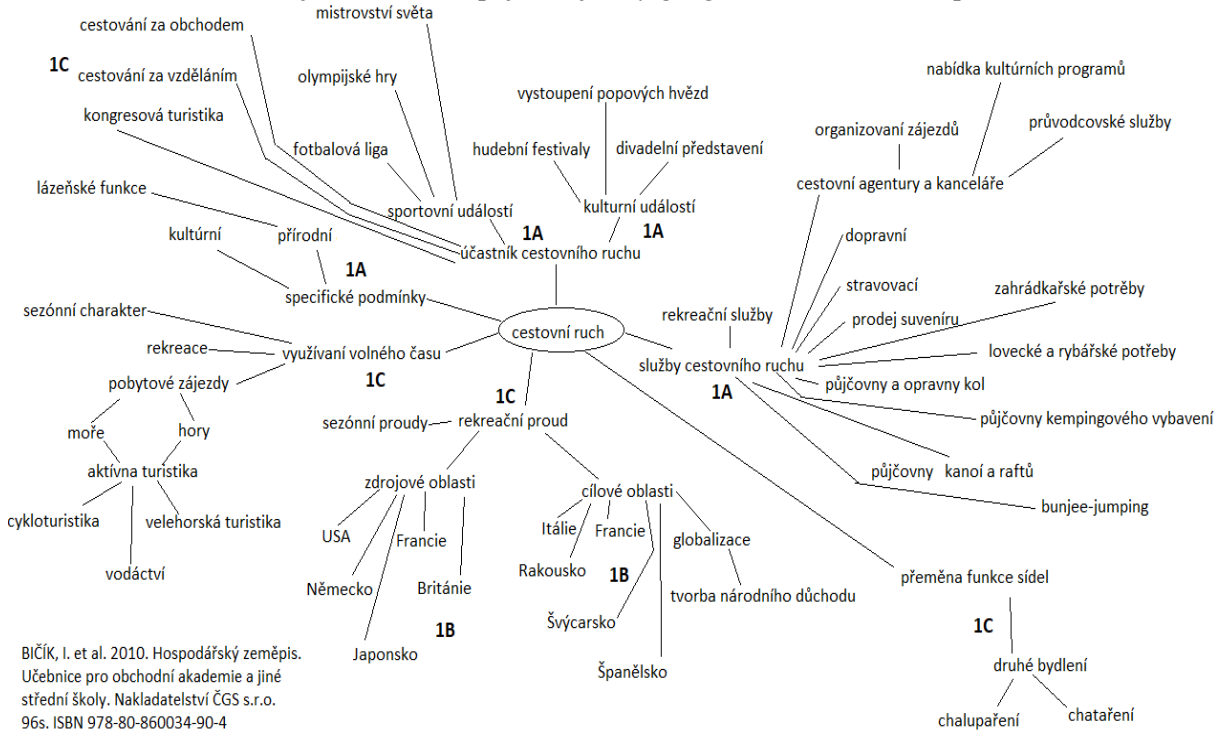 mistrovství světa
cestování za obchodem
1C
cestování za vzděláním
olympijské hry
kongresová turistika
fotbalová liga
lázeňské funkce
sportovní událostí
kultúrní
přírodní
1A
specifické podmínky
vystoupení popových hvězd
hudební festivaly
divadelní představení
kulturní událostí
1A
1A
účastník cestovního ruchu
nabídka kultúrních programů
organizovaní zájezdů
průvodcovské služby
cestovní agentury a kanceláře
dopravní
stravovací
zahrádkařské potrěby
rekreační služby
prodej suveníru
lovecké a rybářské potřeby
služby cestovního ruchu
půjčovny a opravny kol
1A
půjčovny kempingového vybavení
půjčovny kanoí a raftů
bunjee-jumping
cestovní ruch
sezónní charakter
rekreace
využívaní volného času
pobytové zájezdy
1C
moře
hory
aktívna turistika
cykloturistika
velehorská turistika
vodáctví
1C
sezónní proudy
rekreační proud
zdrojové oblasti
cílové oblasti
USA
Francie
Německo
Británie
1B
Japonsko
Itálie
Francie
globalizace
Rakousko
1B
tvorba národního důchodu
Švýcarsko
Španělsko
přeměna funkce sídel
1C
druhé bydlení
chalupaření
chataření
BIČÍK, I. et al. 2010. Hospodářský zeměpis.
Učebnice pro obchodní akademie a jiné
střední školy. Nakladatelství ČGS s.r.o.
96s. ISBN 978-80-860034-90-4